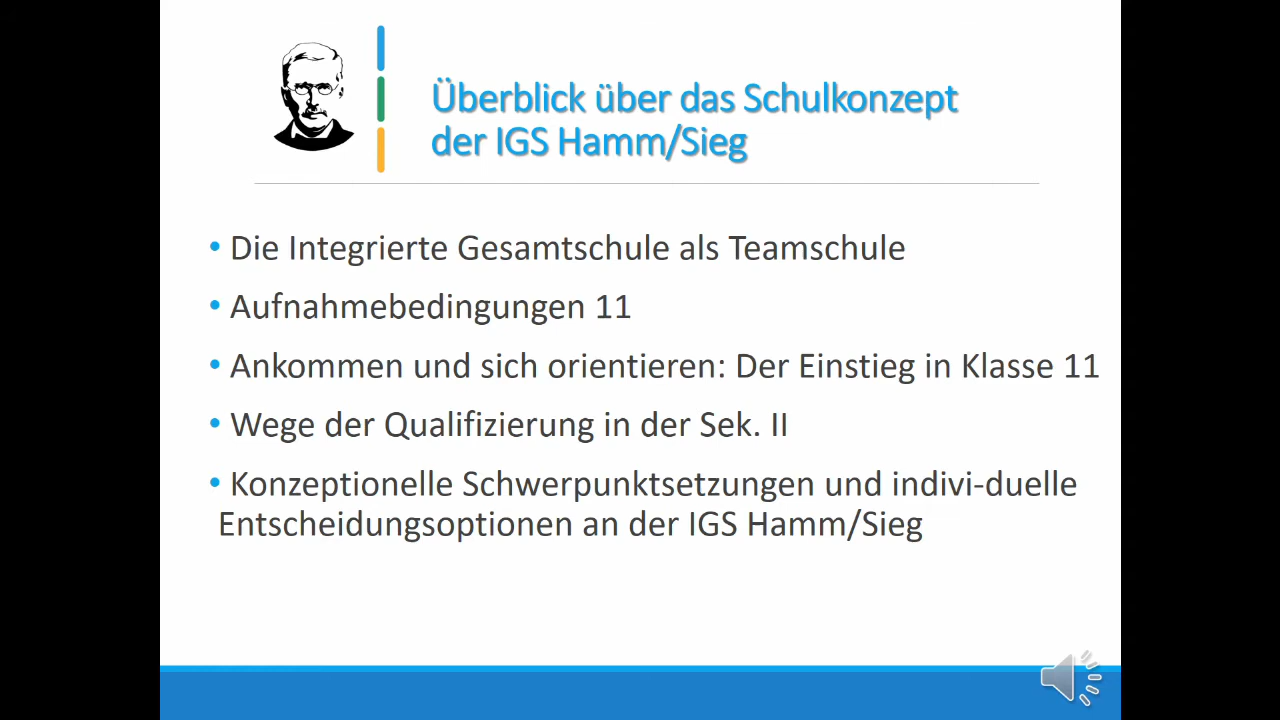 Überblick über das Schulkonzept
der IGS Hamm/Sieg
• Die Integrierte Gesamtschule als Teamschule
• Aufnahmebedingungen 11
• Ankommen und sich orientieren: Der Einstieg in Klasse 11
• Wege der Qualifizierung in der Sek. II
• Konzeptionelle Schwerpunktsetzungen und indivi-duelle
Entscheidungsoptionen an der IGS Hamm/Sieg